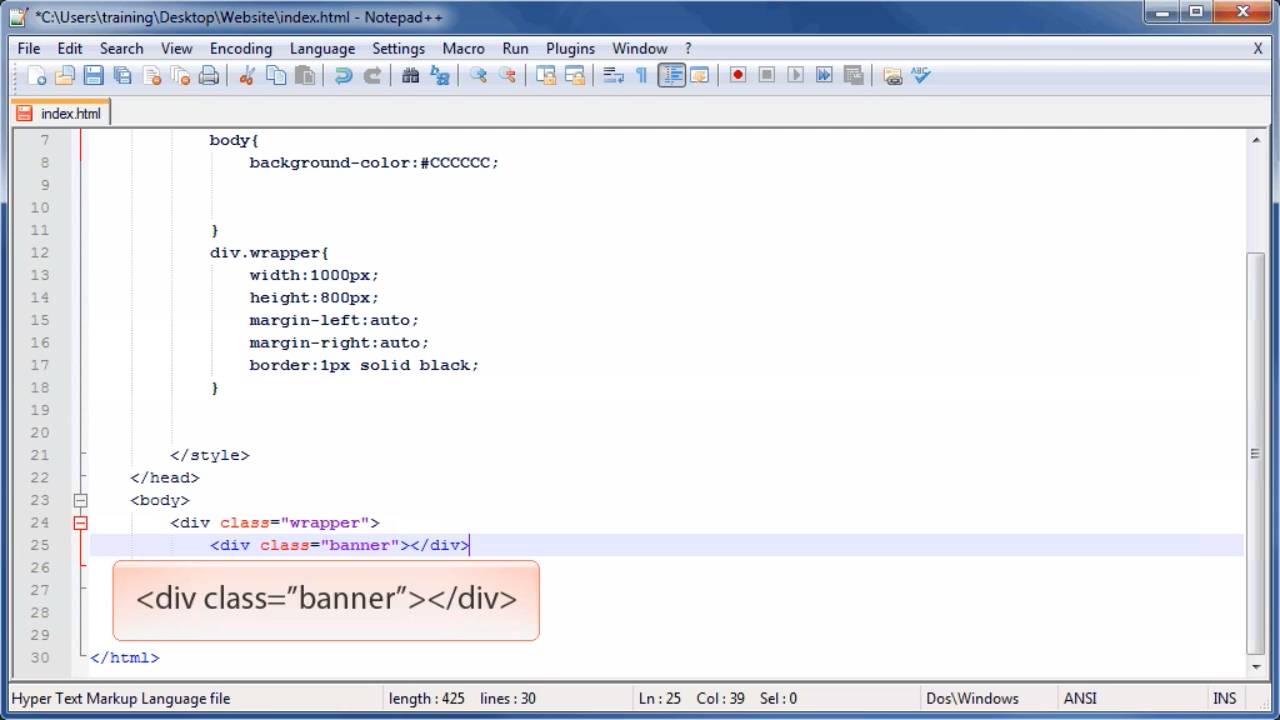 *C:\Users\training\Desktop\Website\index.html - Notepad++
File Edit Search View Encoding Language Settings Macro Run Plugins Window ? X
ABC
index.html
7 body{
8 background-color:#CCCCCC;
9
10
11 }
12 div.wrapper{
13 width:1000px;
14 height:800px;
15 margin-left:auto;
16 margin-right:auto;
17 border:1px solid black;
18 }
19
20
21 </style>
22 </head>
23 <body>
24 <div class="wrapper">
25 <div class="banner"></div>
26
27
28
29
<div class=”banner”></div>
30 </html>
Hyper Text Markup Language file length : 425 lines : 30 Ln : 25 Col : 39 Sel : 0 Dos\Windows ANSI INS